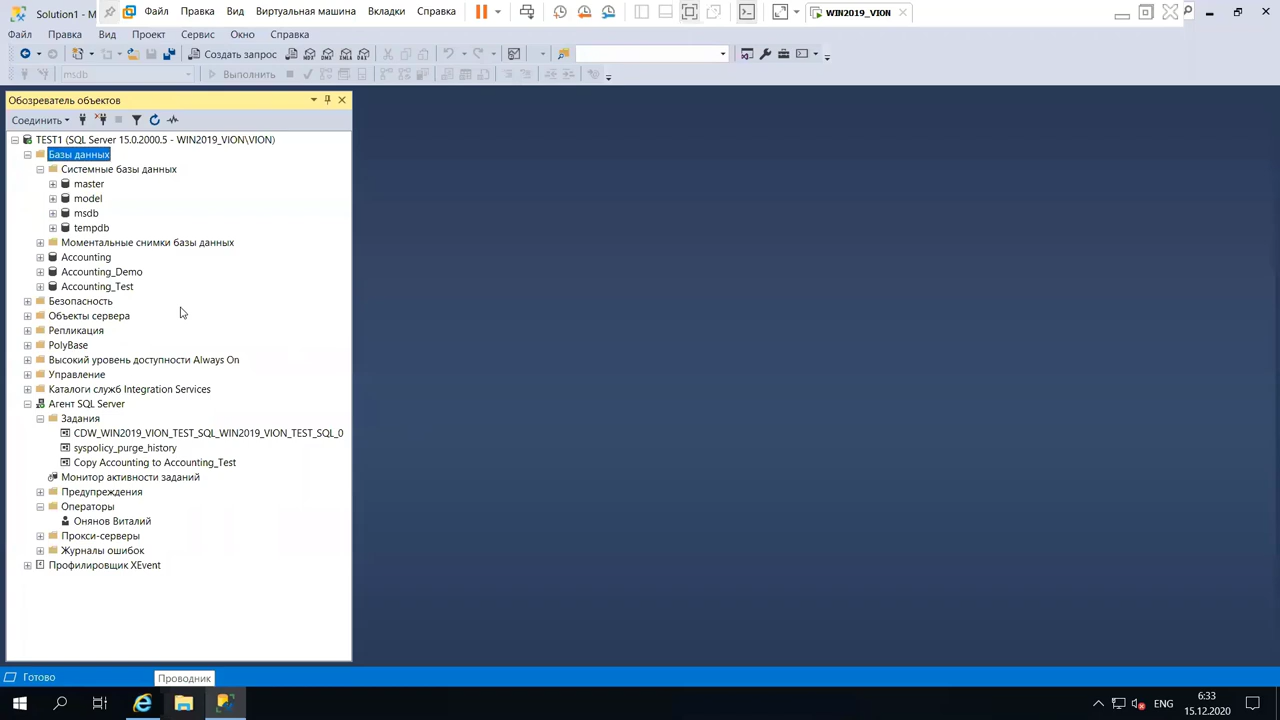 Solution1 - M
Файл Правка Вид Виртуальная машина Вкладки Справка
WIN2019_VION
Файл Правка Вид Проект Сервис Окно Справка
Создать запрос
MDX DMX XMLA DAX
msdb Выполнить
Обозреватель объектов
Соединить
TEST1 (SQL Server 15.0.2000.5 - WIN2019_VION\VION)
Базы данных
Системные базы данных
master
model
msdb
tempdb
Моментальные снимки базы данных
Accounting
Accounting_Demo
Accounting_Test
Безопасность
Объекты сервера
Репликация
PolyBase
Высокий уровень доступности Always On
Управление
Каталоги служб Integration Services
Агент SQL Server
Задания
CDW_WIN2019_VION_TEST_SQL_WIN2019_VION_TEST_SQL_0
syspolicy_purge_history
Copy Accounting to Accounting_Test
Монитор активности заданий
Предупреждения
Операторы
Онянов Виталий
Прокси-серверы
Журналы ошибок
Профилировщик XEvent
Готово
Проводник
ENG
6:33
15.12.2020